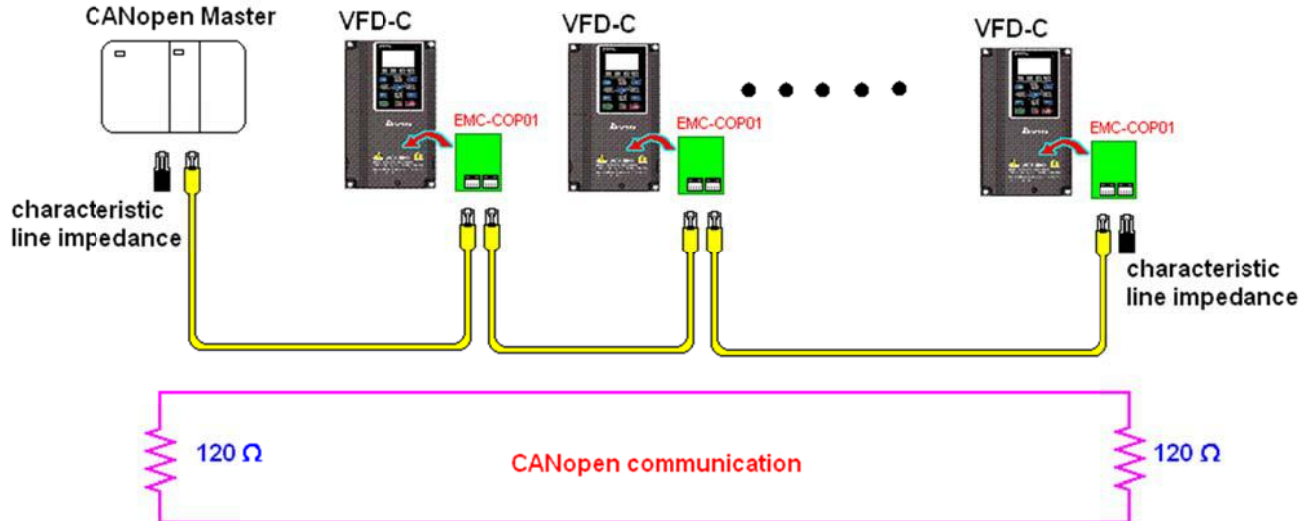 CANopen Master
VFD-C
VFD-C
VFD-C
EMC-COP01
EMC-COP01
EMC-COP01
characteristic
line impedance
characteristic
line impedance
120 Ω
CANopen communication
120 Ω